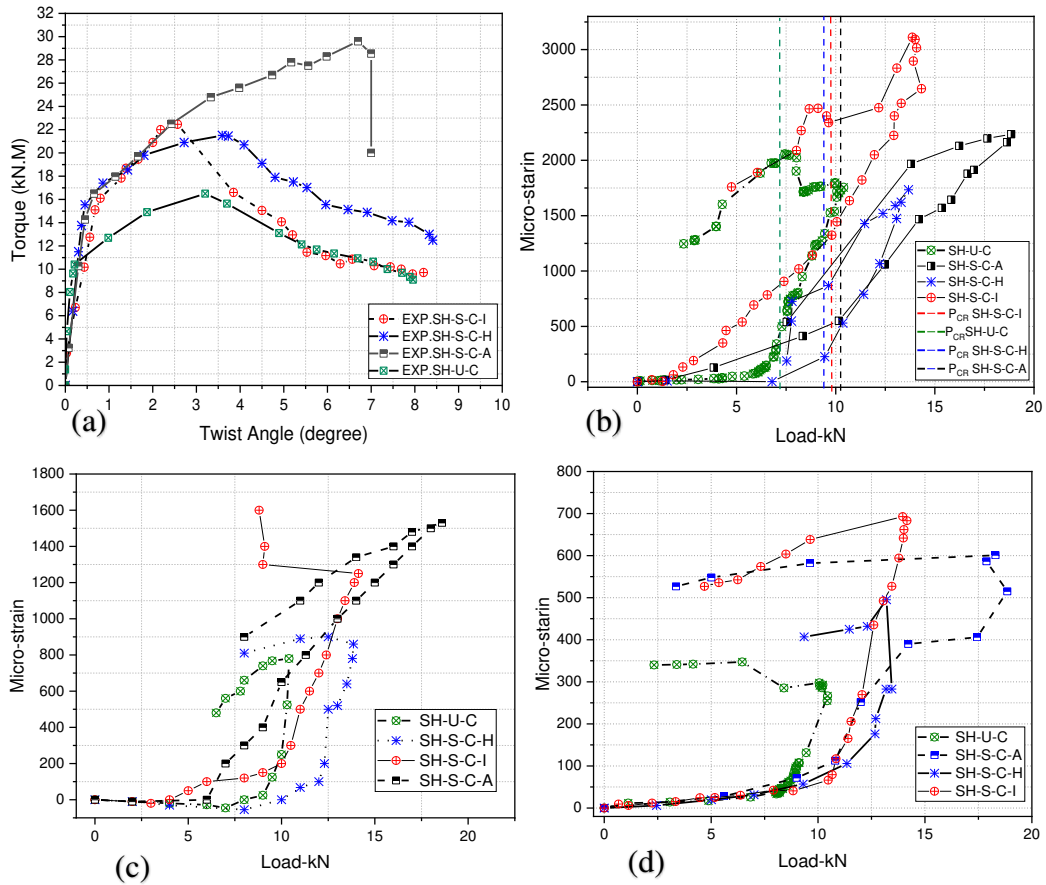 32
30
28
26
24
22
20
18
16
14
12
10
8
6
4
2
0
Torque (kN.M)
EXP.SH-S-C-I
EXP.SH-S-C-H
EXP.SH-S-C-A
EXP.SH-U-C
0 1 2 3 4 5 6 7 8 9 10
Twist Angle (degree)
(a)
3000
2500
2000
1500
1000
500
0
Micro-starin
SH-U-C
SH-S-C-A
SH-S-C-H
SH-S-C-I
PCR SH-S-C-I
PCRSH-U-C
PCR SH-S-C-H
PCR SH-S-C-A
0 5 10 15 20
Load-kN
(b)
1800
1600
1400
1200
1000
800
600
400
200
0
Micro-strain
SH-U-C
SH-S-C-H
SH-S-C-I
SH-S-C-A
0 5 10 15 20
Load-kN
(c)
800
700
600
500
400
300
200
100
0
Micro-starin
SH-U-C
SH-S-C-A
SH-S-C-H
SH-S-C-I
0 5 10 15 20
Load-kN
(d)